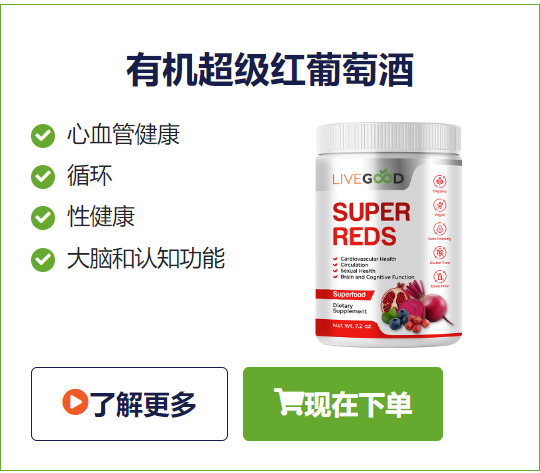 有机超级红葡萄酒
心血管健康
循环
性健康
大脑和认知功能
LIVEGOOD
SUPER
REDS
Cardiovascular Health
Circulation
Sexual Health
Brain and Cognitive Function
Superfood
Dietary
Supplement
Net WT. 7.2 oz
Organic
Vegan
Keto Friendly
Gluten Free
Dairy Free
了解更多
现在下单